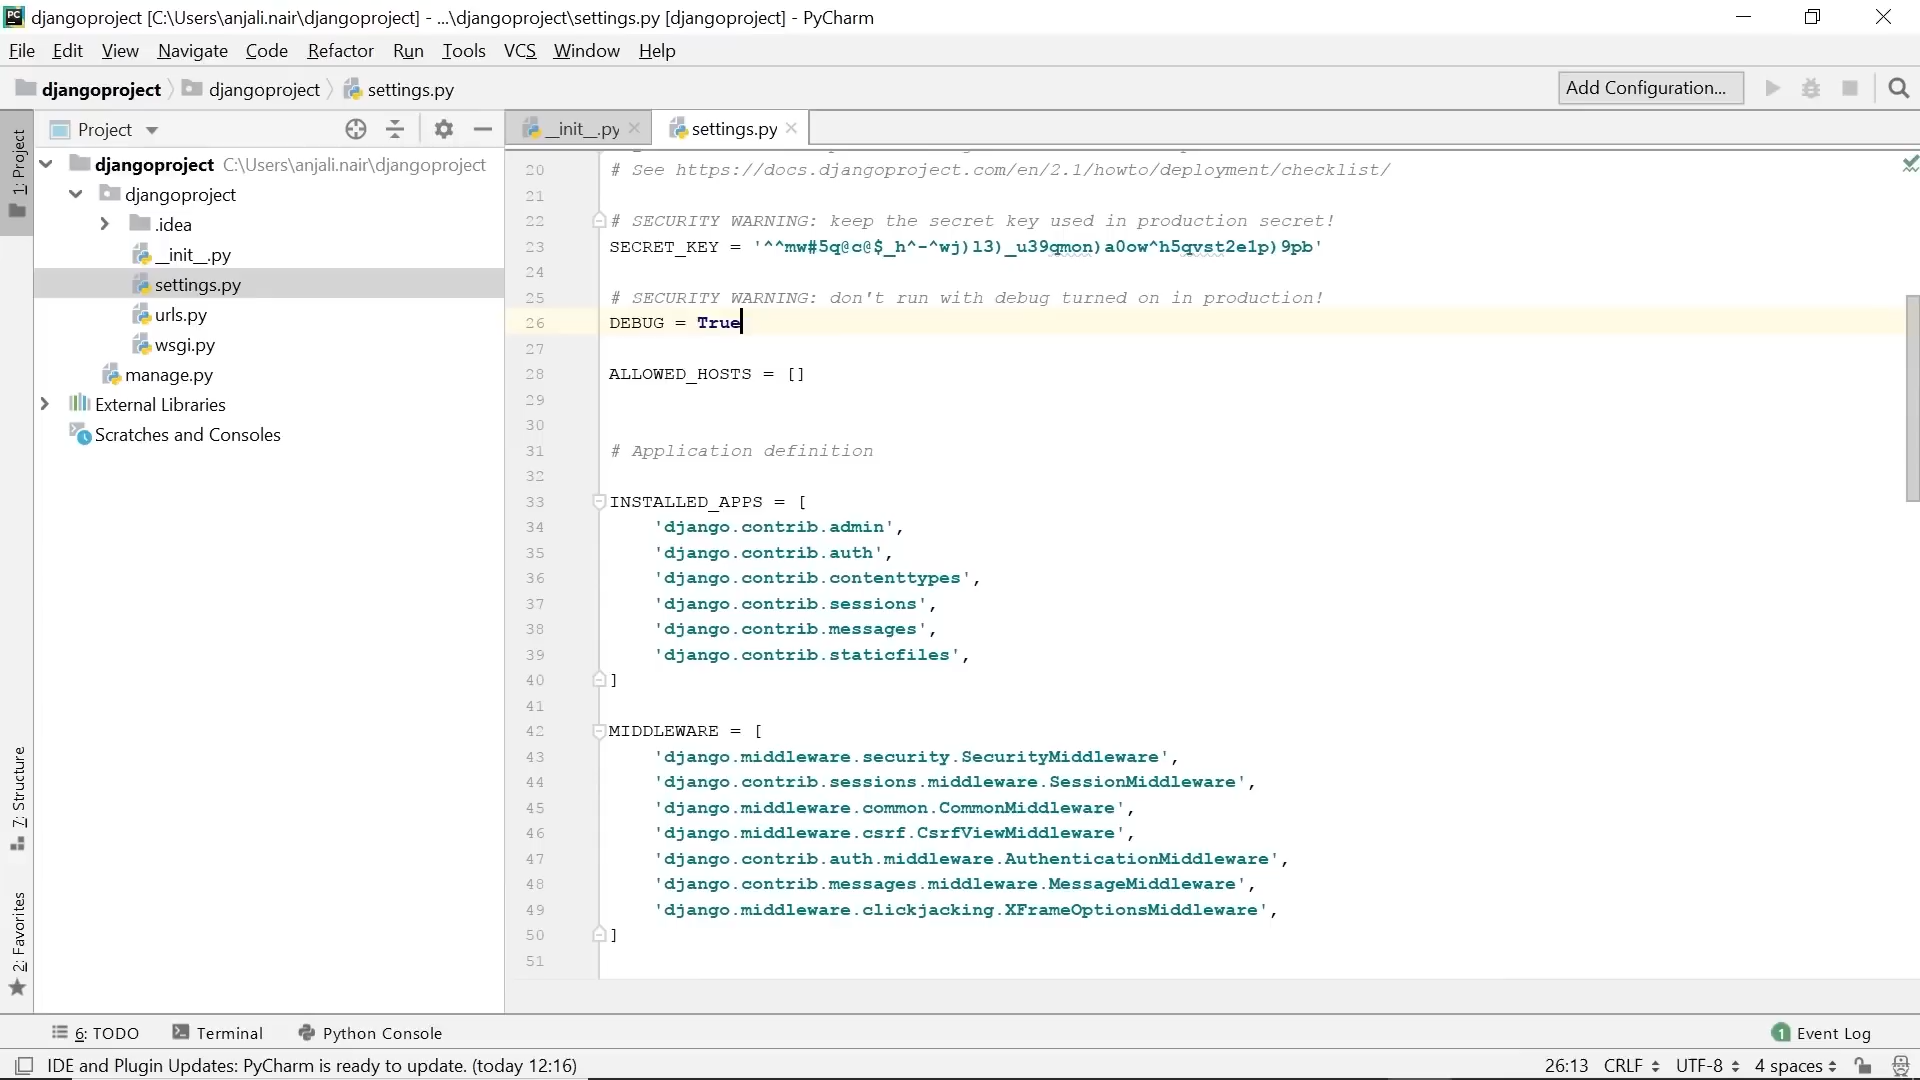 djangoproject [C:\Users\anjali.nair\djangoproject] - ...\djangoproject\settings.py [djangoproject] - PyCharm
File Edit View Navigate Code Refactor Run Tools VCS Window Help
djangoproject djangoproject settings.py Add Configuration...
1: Project
7: Structure
2: Favorites
Project
djangoproject C:\Users\anjali.nair\djangoproject
djangoproject
.idea
__init__.py
settings.py
urls.py
wsgi.py
manage.py
External Libraries
Scratches and Consoles
__init__.py settings.py
20 # See https://docs.djangoproject.com/en/2.1/howto/deployment/checklist/
21
22 # SECURITY WARNING: keep the secret key used in production secret!
23 SECRET_KEY = '^^mw#5q@c@$_h^-^wj)l3)_u39qmon)a0ow^h5qvst2e1p)9pb'
24
25 # SECURITY WARNING: don't run with debug turned on in production!
26 DEBUG = True
27
28 ALLOWED_HOSTS = []
29
30
31 # Application definition
32
33 INSTALLED_APPS = [
34 'django.contrib.admin',
35 'django.contrib.auth',
36 'django.contrib.contenttypes',
37 'django.contrib.sessions',
38 'django.contrib.messages',
39 'django.contrib.staticfiles',
40 ]
41
42 MIDDLEWARE = [
43 'django.middleware.security.SecurityMiddleware',
44 'django.contrib.sessions.middleware.SessionMiddleware',
45 'django.middleware.common.CommonMiddleware',
46 'django.middleware.csrf.CsrfViewMiddleware',
47 'django.contrib.auth.middleware.AuthenticationMiddleware',
48 'django.contrib.messages.middleware.MessageMiddleware',
49 'django.middleware.clickjacking.XFrameOptionsMiddleware',
50 ]
51
6: TODO Terminal Python Console 1 Event Log
IDE and Plugin Updates: PyCharm is ready to update. (today 12:16) 26:13 CRLF UTF-8 4 spaces